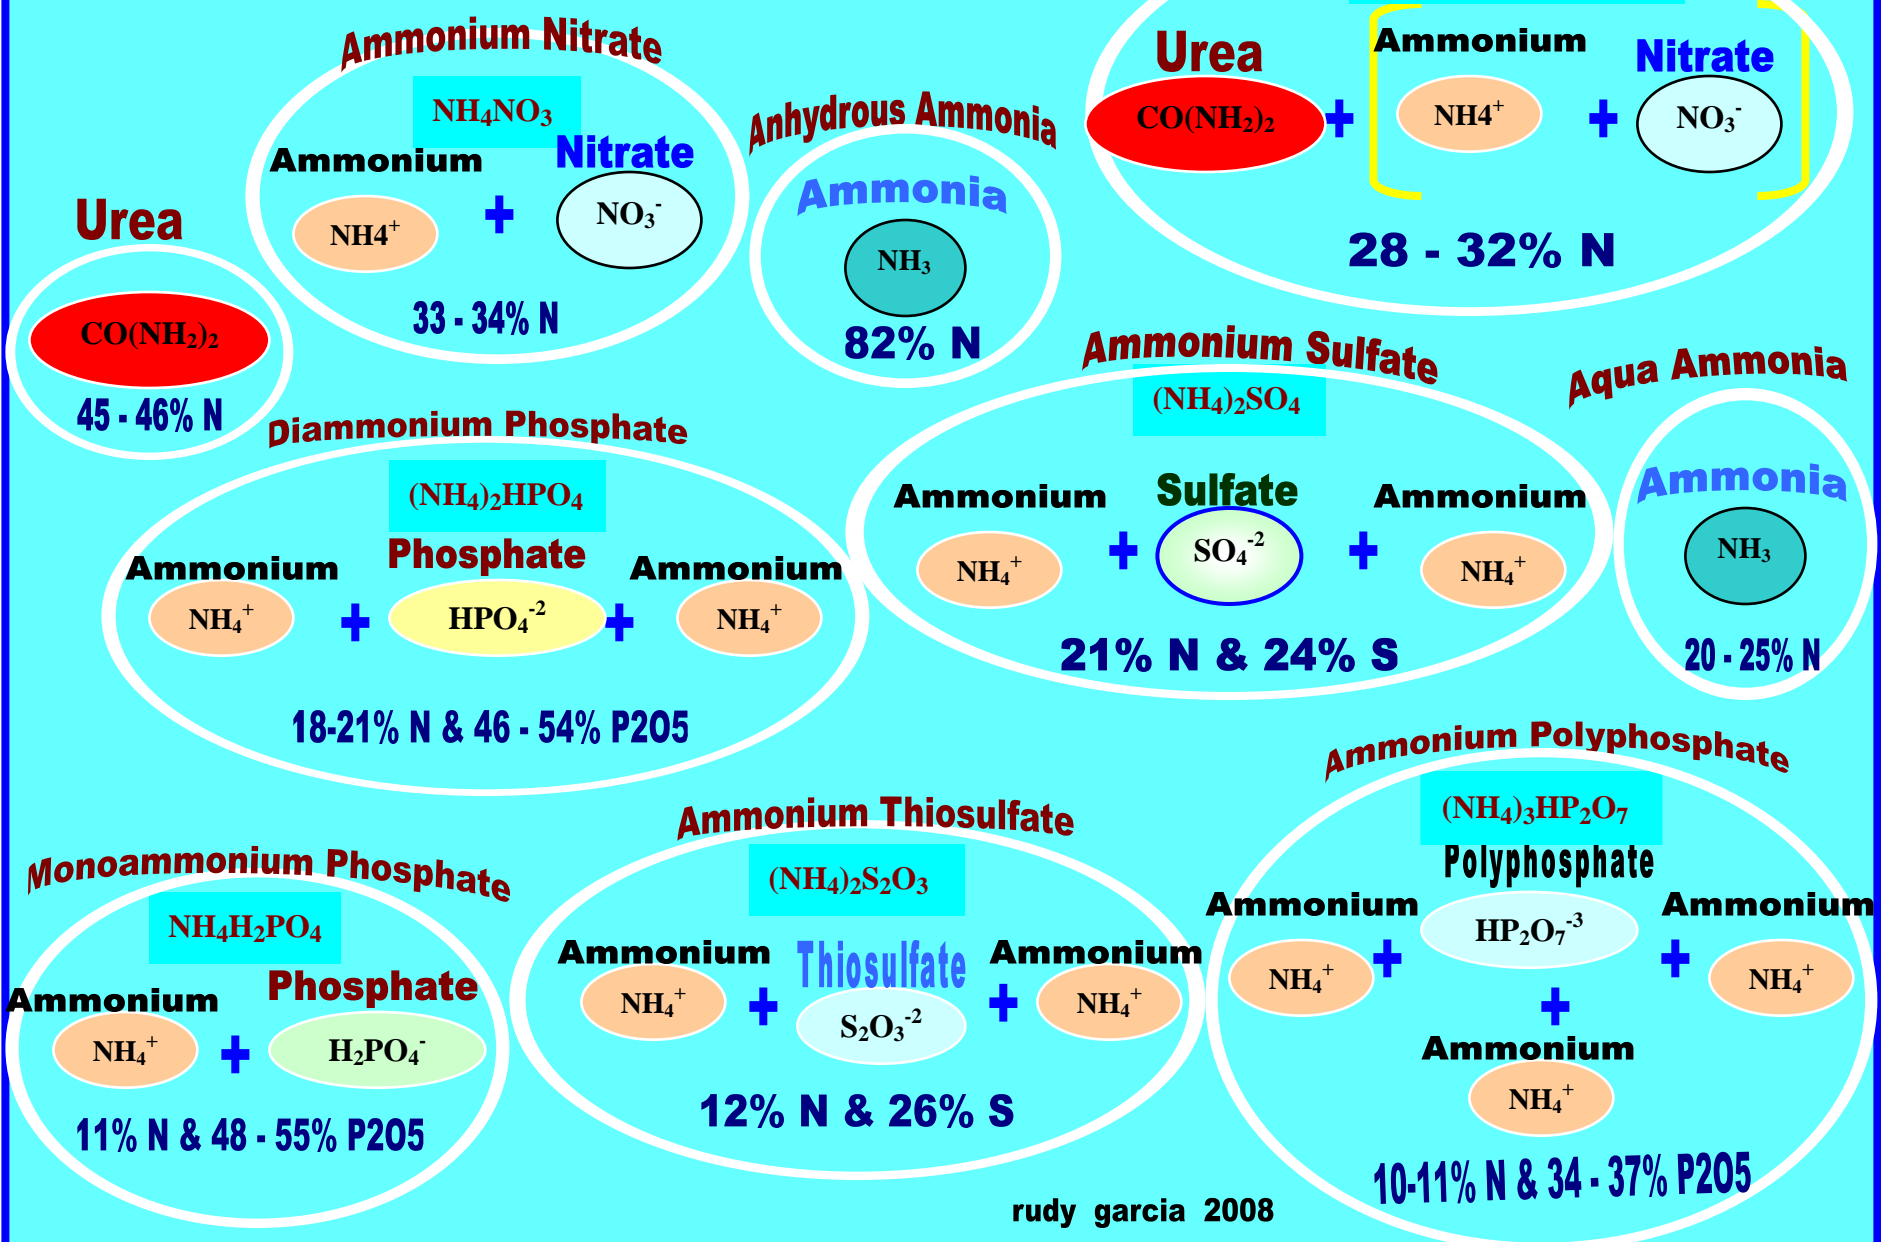 Ammonium Nitrate
NH₄NO₃
Ammonium
Nitrate
NH4⁺
+
NO₃⁻
33 - 34% N
Anhydrous Ammonia
Ammonia
NH₃
82% N
Urea
Ammonium
Nitrate
CO(NH₂)₂
+
NH4⁺
+
NO₃⁻
28 - 32% N
Urea
CO(NH₂)₂
45 - 46% N
Diammonium Phosphate
(NH₄)₂HPO₄
Ammonium
Phosphate
Ammonium
NH₄⁺
+
HPO₄⁻²
+
NH₄⁺
18-21% N & 46 - 54% P2O5
Ammonium Sulfate
(NH₄)₂SO₄
Ammonium
Sulfate
Ammonium
NH₄⁺
+
SO₄⁻²
+
NH₄⁺
21% N & 24% S
Aqua Ammonia
Ammonia
NH₃
20 - 25% N
Monoammonium Phosphate
NH₄H₂PO₄
Ammonium
Phosphate
NH₄⁺
+
H₂PO₄⁻
11% N & 48 - 55% P2O5
Ammonium Thiosulfate
(NH₄)₂S₂O₃
Ammonium
Thiosulfate
Ammonium
NH₄⁺
+
S₂O₃⁻²
+
NH₄⁺
12% N & 26% S
Ammonium Polyphosphate
(NH₄)₃HP₂O₇
Polyphosphate
Ammonium
Ammonium
NH₄⁺
+
HP₂O₇⁻³
+
NH₄⁺
+
Ammonium
NH₄⁺
10-11% N & 34 - 37% P2O5
rudy garcia 2008